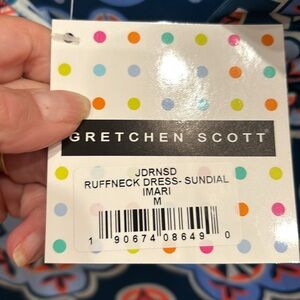 GRETCHEN SCOTT
JDRNSD
RUFFNECK DRESS- SUNDIAL
IMARI
M
1 90674 08649 0